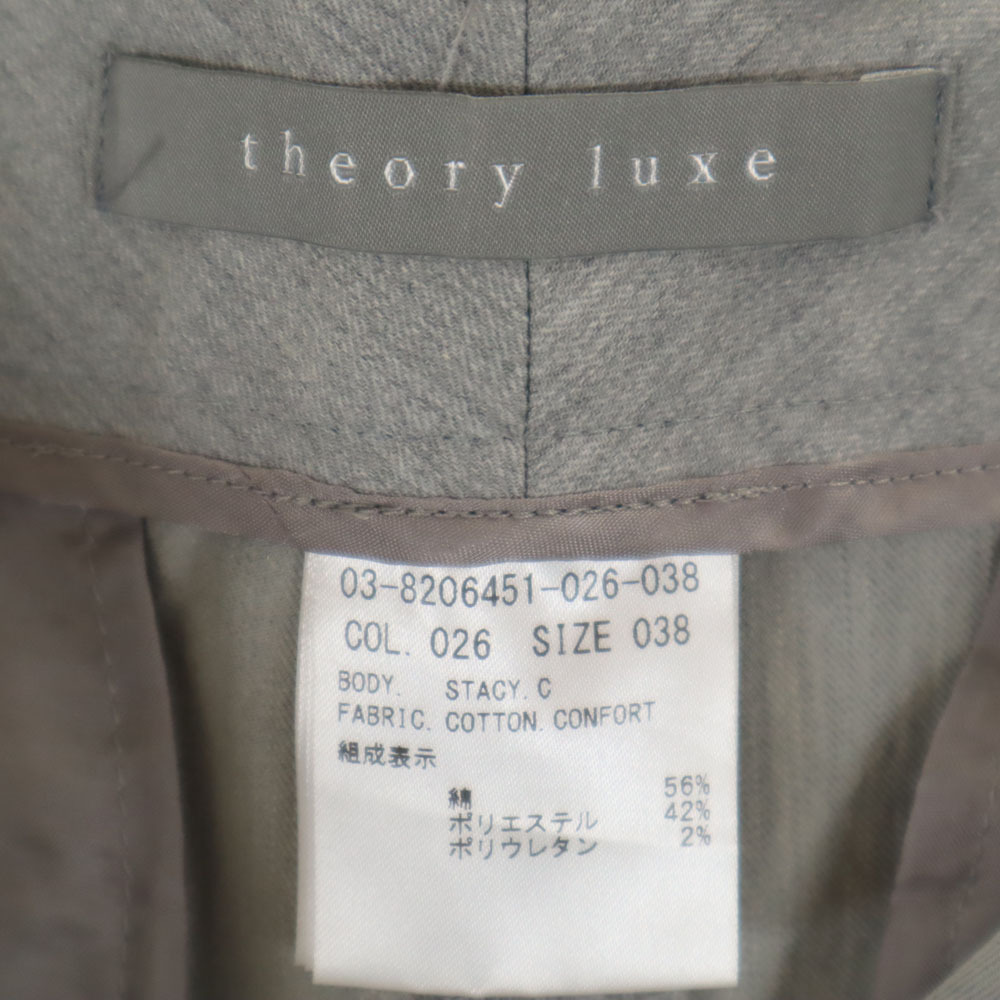 theory luxe
03-8206451-026-038
COL. 026 SIZE 038
BODY. STACY.C
FABRIC. COTTON.CONFORT
組成表示
綿 56%
ポリエステル 42%
ポリウレタン 2%